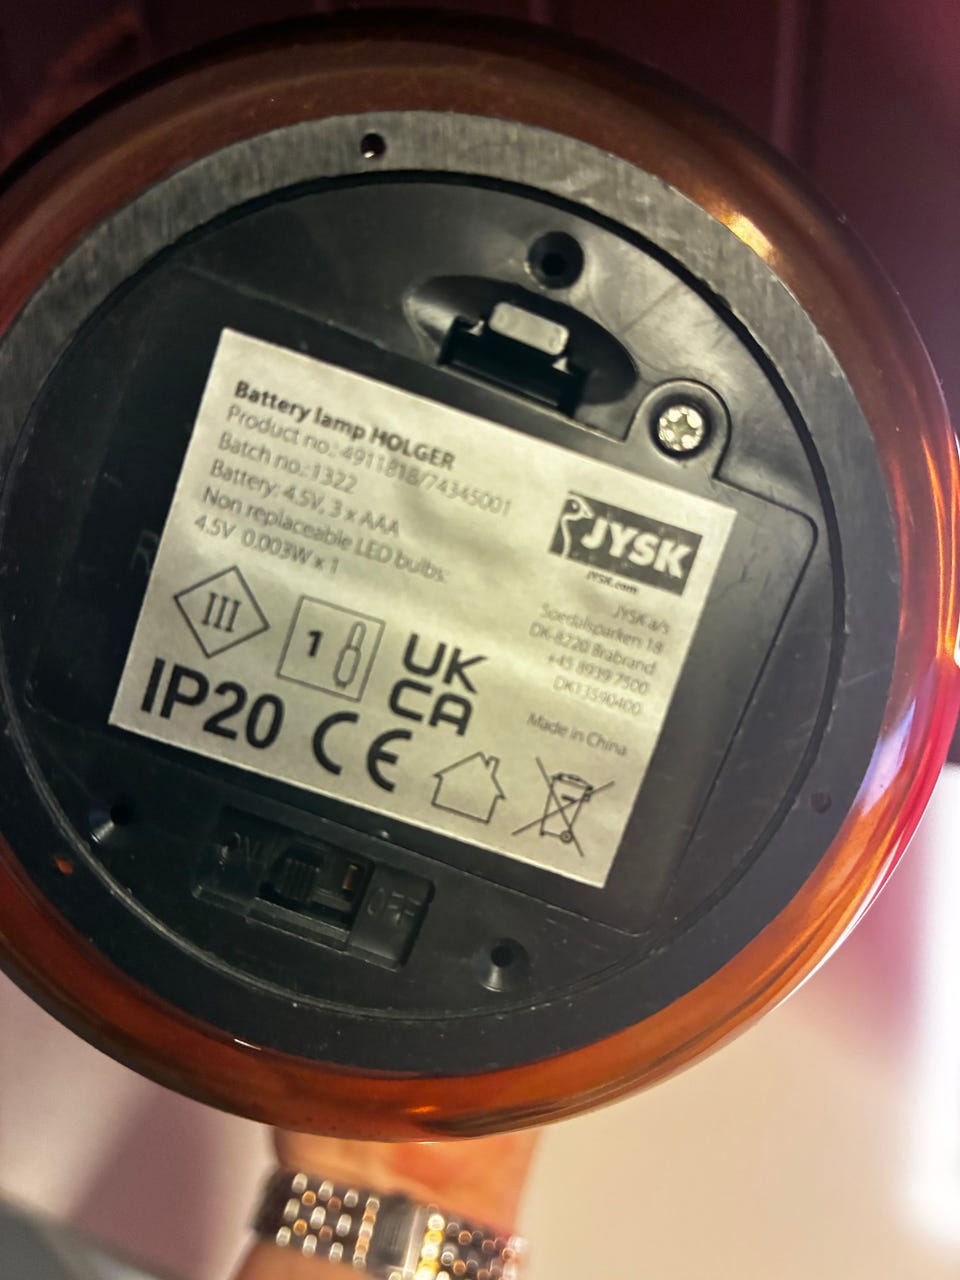 Battery lamp HOLGER
Product no.: 4911818/74345001
Batch no.:1322
Battery: 4.5V, 3 x AAA
Non replaceable LED bulbs:
4.5V 0.003W x 1
JYSK
JYSK.com
JYSK a/s
Soedalsparken 18
DK-8220 Brabrand
+45 8939 7500
DK13590400
Made in China
III
1
UK
CA
IP20
CE
ON
OFF